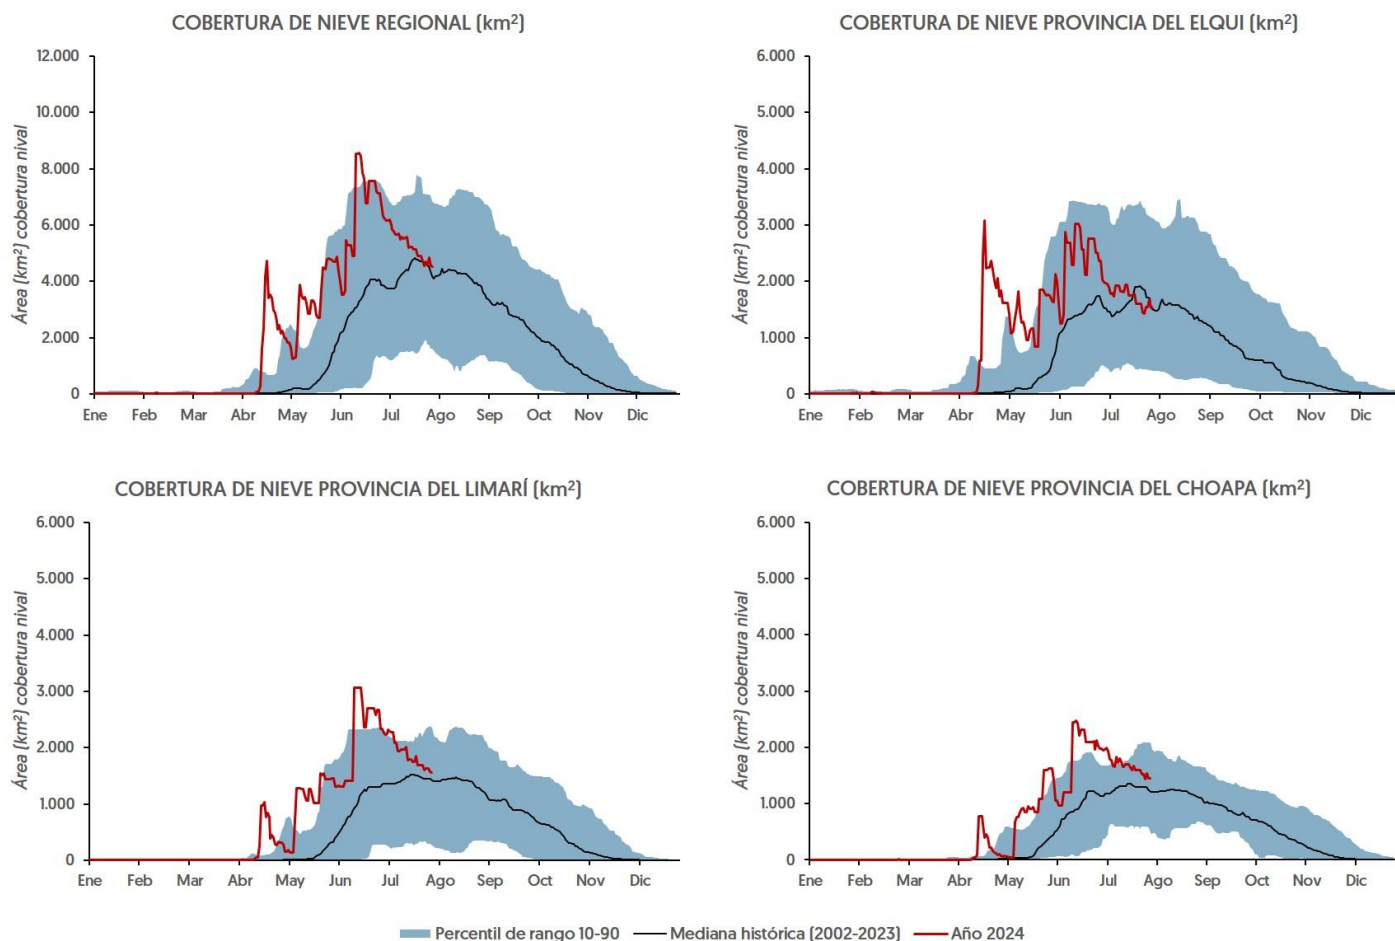 COBERTURA DE NIEVE REGIONAL (km²)
Área (km²) cobertura nival
12.000
10.000
8.000
6.000
4.000
2.000
0
Ene Feb Mar Abr May Jun Jul Ago Sep Oct Nov Dic
COBERTURA DE NIEVE PROVINCIA DEL ELQUI (km²)
Área (km²) cobertura nival
6.000
5.000
4.000
3.000
2.000
1.000
0
Ene Feb Mar Abr May Jun Jul Ago Sep Oct Nov Dic
COBERTURA DE NIEVE PROVINCIA DEL LIMARÍ (km²)
Área (km²) cobertura nival
6.000
5.000
4.000
3.000
2.000
1.000
0
Ene Feb Mar Abr May Jun Jul Ago Sep Oct Nov Dic
COBERTURA DE NIEVE PROVINCIA DEL CHOAPA (km²)
Área (km²) cobertura nival
6.000
5.000
4.000
3.000
2.000
1.000
0
Ene Feb Mar Abr May Jun Jul Ago Sep Oct Nov Dic
Percentil de rango 10-90 Mediana histórica (2002-2023) Año 2024